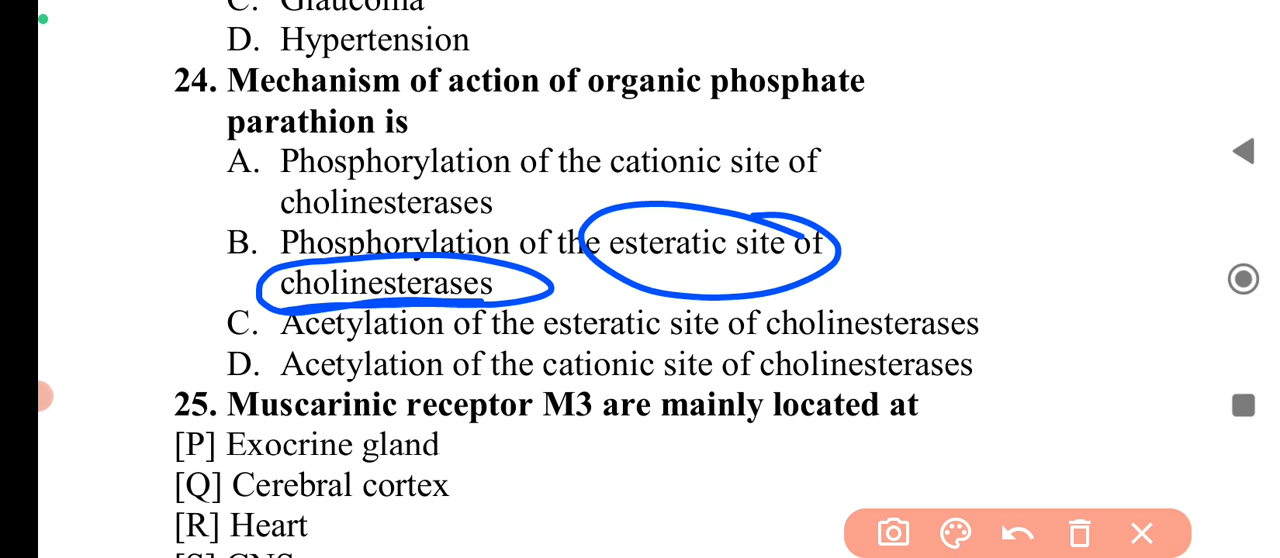 C. Glaucoma
D. Hypertension
24. Mechanism of action of organic phosphate
parathion is
A. Phosphorylation of the cationic site of
cholinesterases
B. Phosphorylation of the esteratic site of
cholinesterases
C. Acetylation of the esteratic site of cholinesterases
D. Acetylation of the cationic site of cholinesterases
25. Muscarinic receptor M3 are mainly located at
[P] Exocrine gland
[Q] Cerebral cortex
[R] Heart
[S] CNS